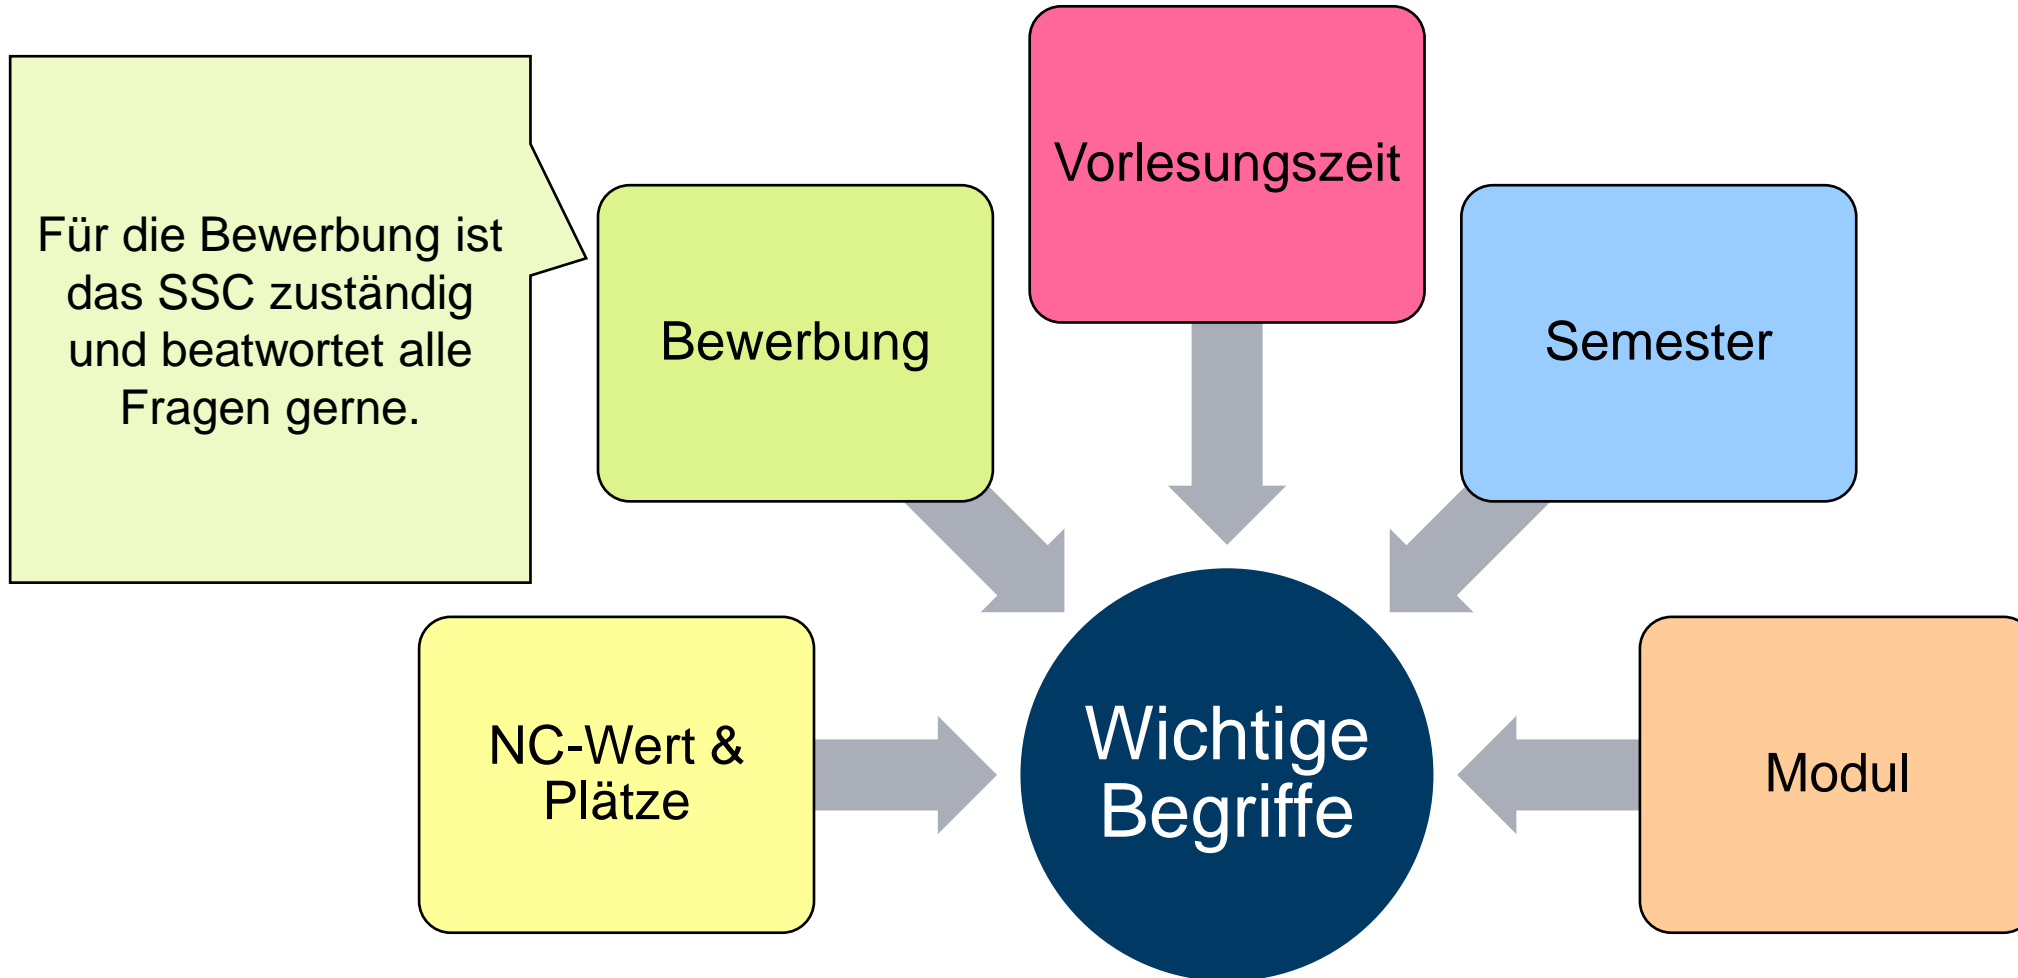 Für die Bewerbung ist
das SSC zuständig
und beatwortet alle
Fragen gerne.
Bewerbung
Vorlesungszeit
Semester
NC-Wert &
Plätze
Wichtige
Begriffe
Modul